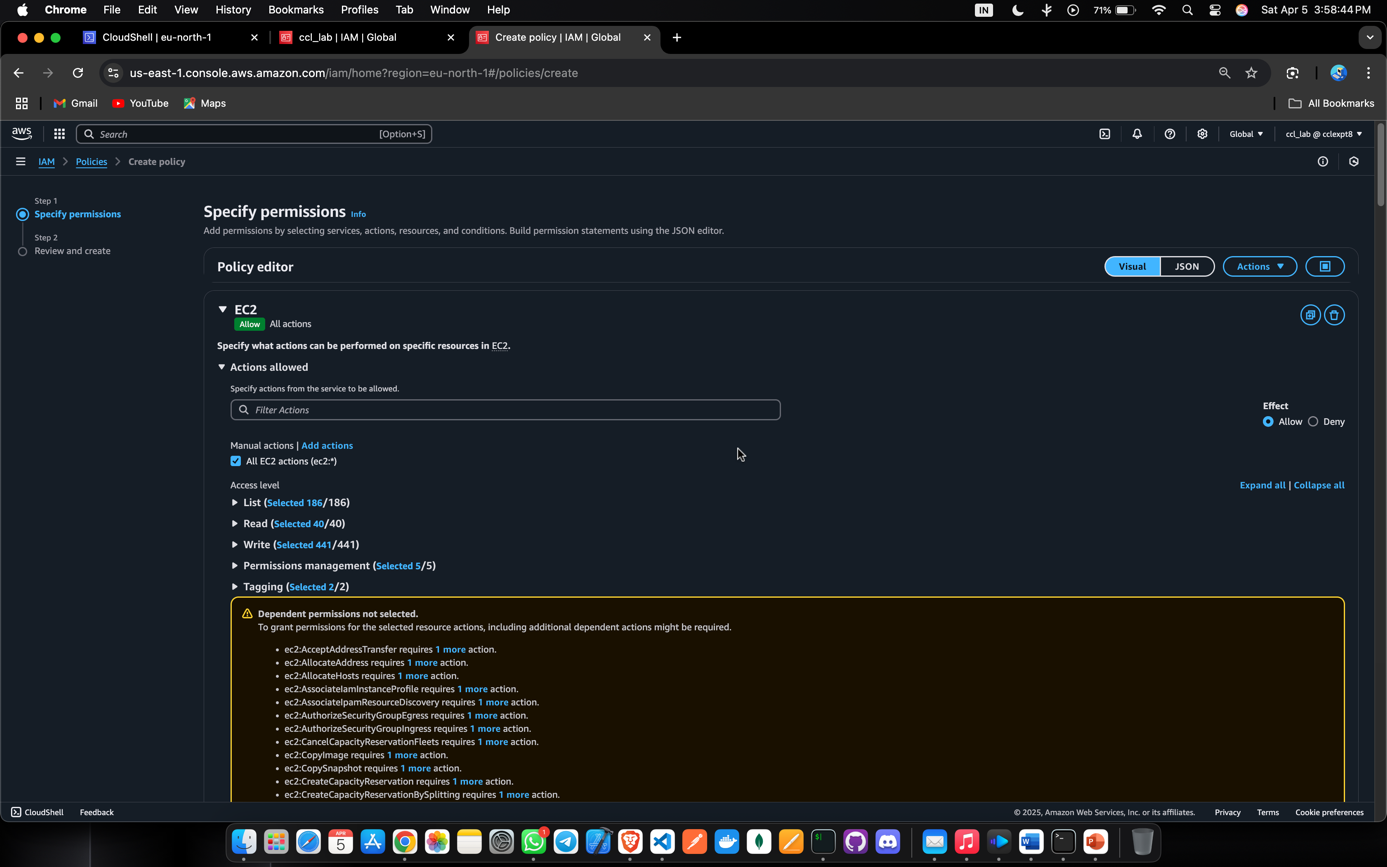 Chrome File Edit View History Bookmarks Profiles Tab Window Help IN 71% Sat Apr 5 3:58:44 PM
CloudShell | eu-north-1 ccl_lab | IAM | Global Create policy | IAM | Global
us-east-1.console.aws.amazon.com/iam/home?region=eu-north-1#/policies/create
Gmail YouTube Maps All Bookmarks
aws Search [Option+S] Global ccl_lab @ cclexpt8
IAM Policies Create policy
Step 1
Specify permissions
Step 2
Review and create
Specify permissions Info
Add permissions by selecting services, actions, resources, and conditions. Build permission statements using the JSON editor.
Policy editor Visual JSON Actions
EC2
Allow All actions
Specify what actions can be performed on specific resources in EC2.
Actions allowed
Specify actions from the service to be allowed.
Filter Actions
Effect
Allow Deny
Manual actions | Add actions
All EC2 actions (ec2:*)
Access level Expand all | Collapse all
List (Selected 186/186)
Read (Selected 40/40)
Write (Selected 441/441)
Permissions management (Selected 5/5)
Tagging (Selected 2/2)
Dependent permissions not selected.
To grant permissions for the selected resource actions, including additional dependent actions might be required.
• ec2:AcceptAddressTransfer requires 1 more action.
• ec2:AllocateAddress requires 1 more action.
• ec2:AllocateHosts requires 1 more action.
• ec2:AssociateIamInstanceProfile requires 1 more action.
• ec2:AssociateIpamResourceDiscovery requires 1 more action.
• ec2:AuthorizeSecurityGroupEgress requires 1 more action.
• ec2:AuthorizeSecurityGroupIngress requires 1 more action.
• ec2:CancelCapacityReservationFleets requires 1 more action.
• ec2:CopyImage requires 1 more action.
• ec2:CopySnapshot requires 1 more action.
• ec2:CreateCapacityReservation requires 1 more action.
• ec2:CreateCapacityReservationBySplitting requires 1 more action.
CloudShell Feedback © 2025, Amazon Web Services, Inc. or its affiliates. Privacy Terms Cookie preferences
APR
5
1